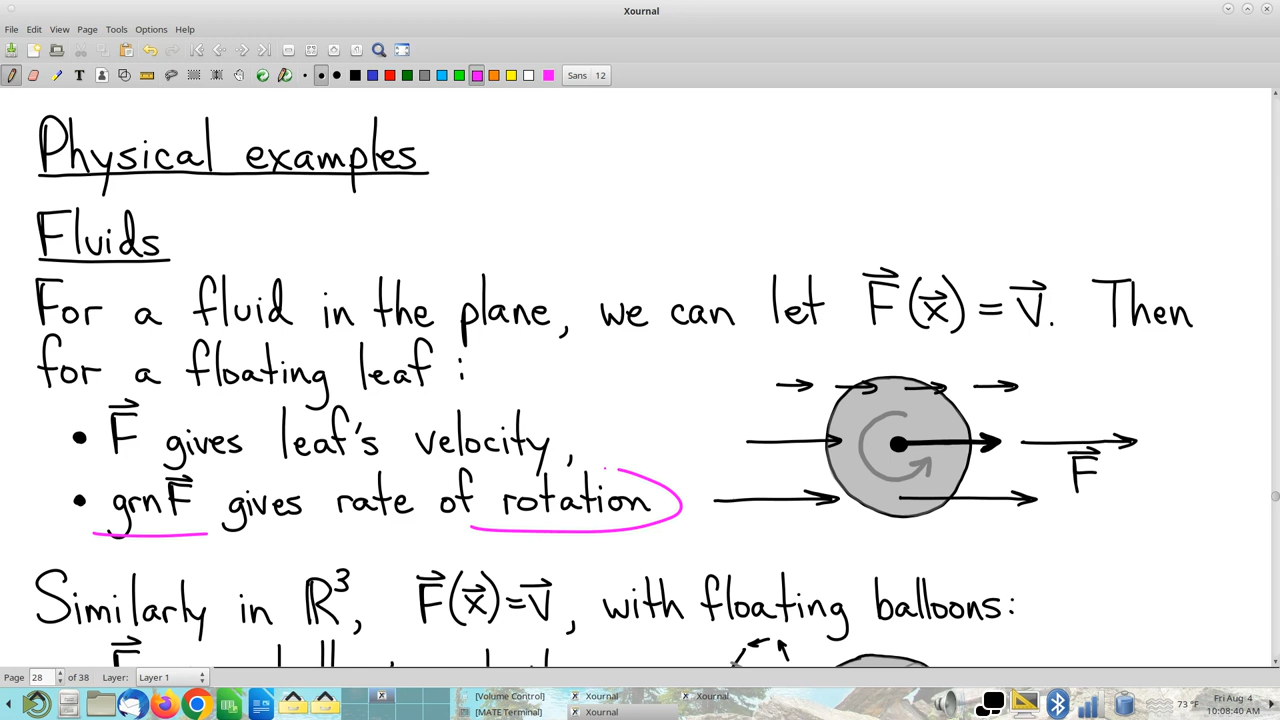 Xournal
File Edit View Page Tools Options Help
Sans 12
Physical examples
Fluids
For a fluid in the plane, we can let F⃗(x⃗) = v⃗. Then
for a floating leaf :
• F⃗ gives leaf's velocity,
• grn F⃗ gives rate of rotation
F⃗
Similarly in R³, F⃗(x⃗)=v⃗, with floating balloons:
Page 28 of 38 Layer: Layer 1
[Volume Control] Xournal Xournal
[MATE Terminal] Xournal
73 °F
Fri Aug 4
10:08:40 AM